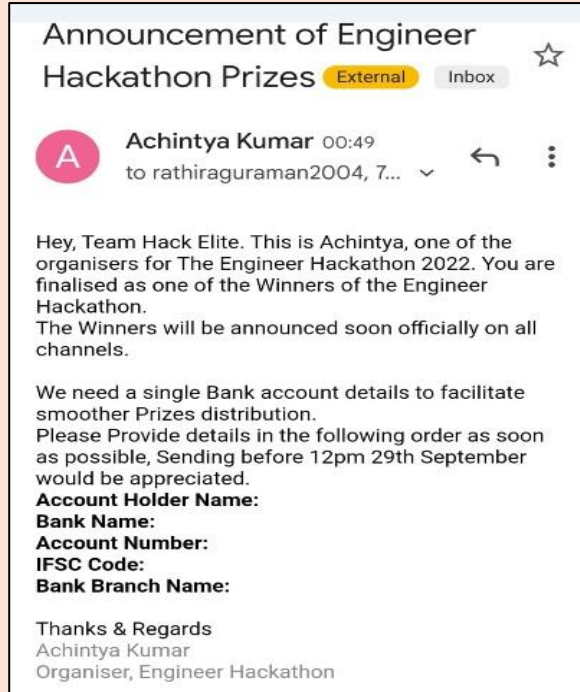 Announcement of Engineer
Hackathon Prizes External Inbox
A
Achintya Kumar 00:49
to rathiraguraman2004, 7...
Hey, Team Hack Elite. This is Achintya, one of the
organisers for The Engineer Hackathon 2022. You are
finalised as one of the Winners of the Engineer
Hackathon.
The Winners will be announced soon officially on all
channels.
We need a single Bank account details to facilitate
smoother Prizes distribution.
Please Provide details in the following order as soon
as possible, Sending before 12pm 29th September
would be appreciated.
Account Holder Name:
Bank Name:
Account Number:
IFSC Code:
Bank Branch Name:
Thanks & Regards
Achintya Kumar
Organiser, Engineer Hackathon